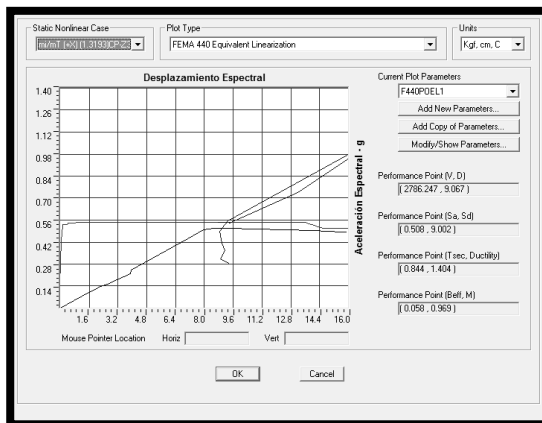 Static Nonlinear Case
Plot Type
Units
FEMA 440 Equivalent Linearization
Kgf, cm, C
Desplazamiento Espectral
Current Plot Parameters
F440POEL1
Add New Parameters...
Add Copy of Parameters...
Modify/Show Parameters...
Performance Point (V, D)
( 2786.247 , 9.067 )
Performance Point (Sa, Sd)
( 0.508 , 9.002 )
Performance Point (Tsec, Ductility)
( 0.844 , 1.404 )
Performance Point (Beff, M)
( 0.058 , 0.969 )
1.40
1.26
1.12
0.98
0.84
0.70
0.56
0.42
0.28
0.14
Aceleración Espectral - g
1.6 3.2 4.8 6.4 8.0 9.6 11.2 12.8 14.4 16.0
Mouse Pointer Location Horiz Vert
OK Cancel